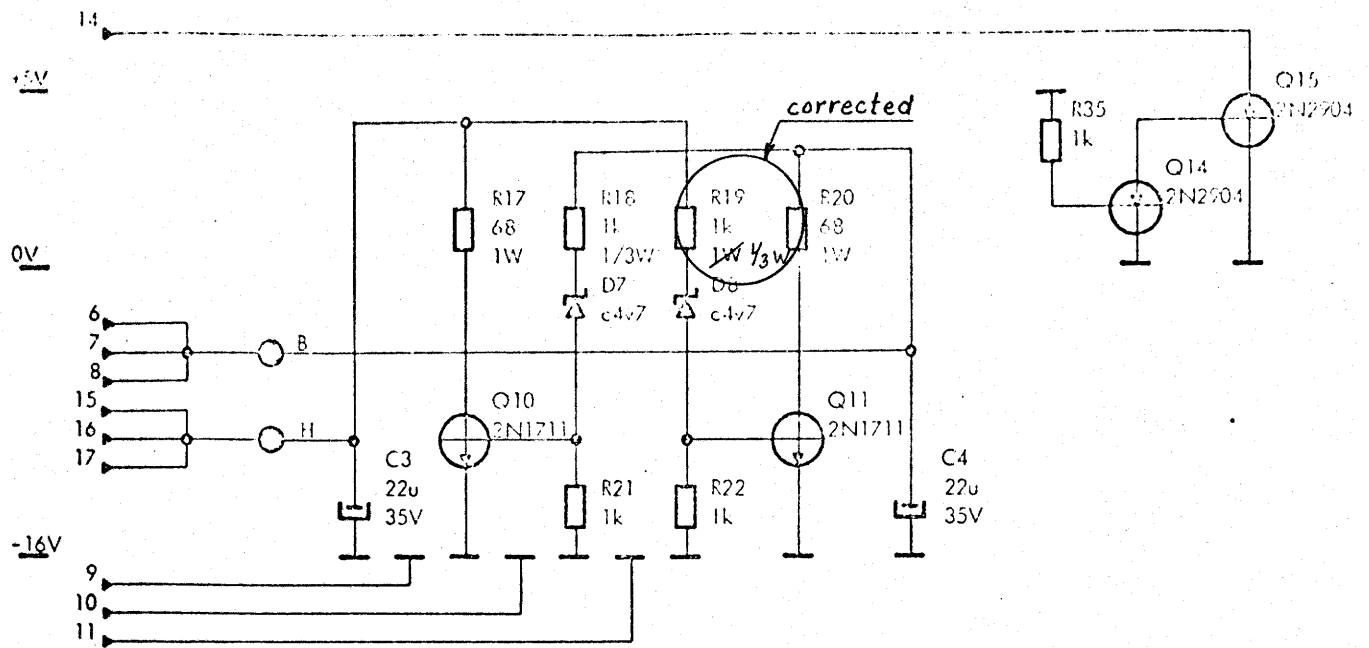 14
+5V
corrected
Q15
2N2904
R35
1k
Q14
2N2904
R17
68
1W
R18
1k
1/3W
R19
1k
1W 1/3W
R20
68
1W
0V
D7
c4v7
c4v7
6
7
8
B
15
16
17
H
Q10
2N1711
Q11
2N1711
C3
22u
35V
R21
1k
R22
1k
C4
22u
35V
-16V
9
10
11